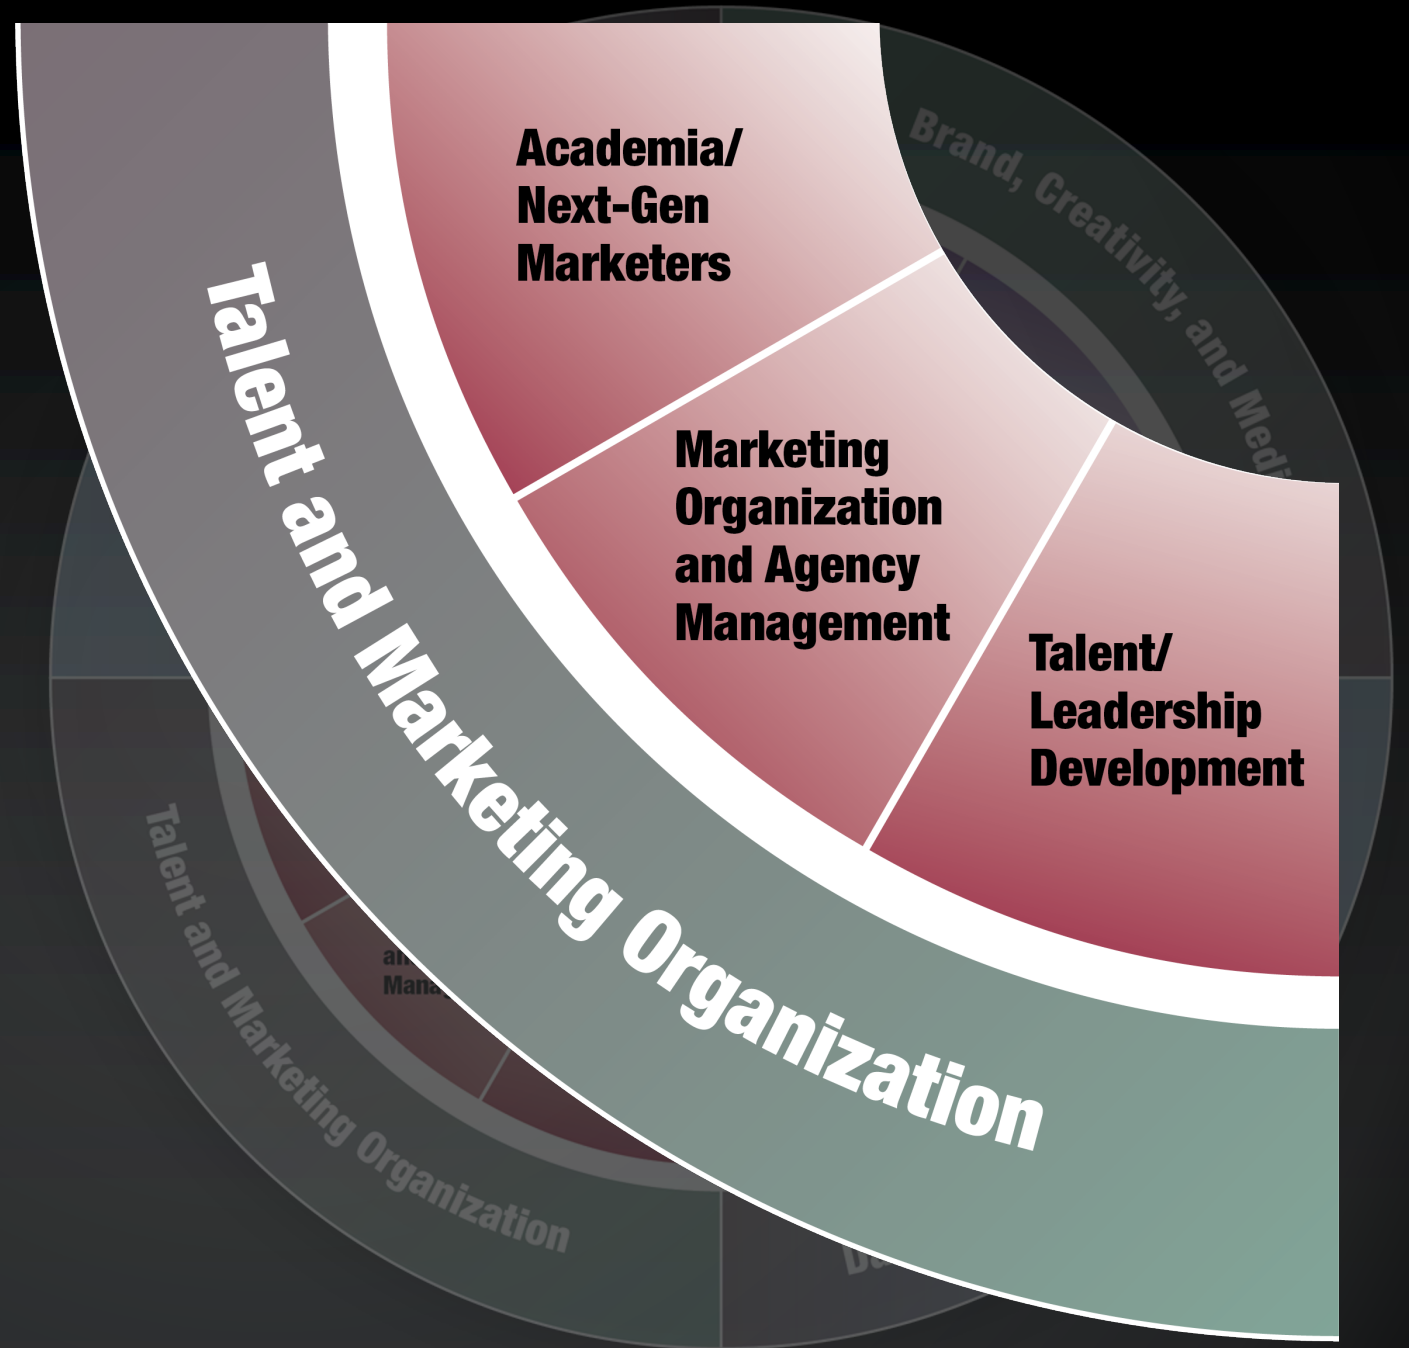 Academia/
Next-Gen
Marketers
Marketing
Organization
and Agency
Management
Talent/
Leadership
Development
Talent and Marketing Organization
Brand, Creativity, and
Talent and Marketing Organization